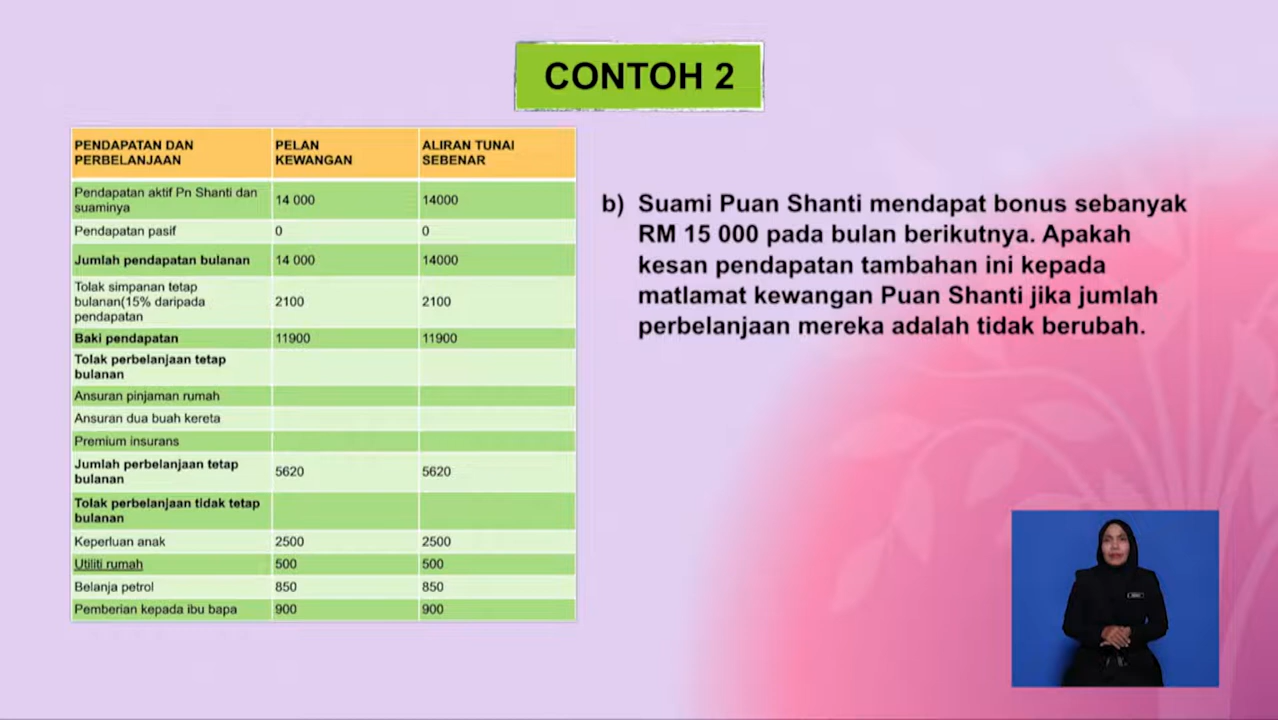 CONTOH 2
PENDAPATAN DAN PERBELANJAAN
PELAN KEWANGAN
ALIRAN TUNAI SEBENAR
Pendapatan aktif Pn Shanti dan suaminya
14 000
14000
Pendapatan pasif
0
0
Jumlah pendapatan bulanan
14 000
14000
Tolak simpanan tetap bulanan(15% daripada pendapatan
2100
2100
Baki pendapatan
11900
11900
Tolak perbelanjaan tetap bulanan
Ansuran pinjaman rumah
Ansuran dua buah kereta
Premium insurans
Jumlah perbelanjaan tetap bulanan
5620
5620
Tolak perbelanjaan tidak tetap bulanan
Keperluan anak
2500
2500
Utiliti rumah
500
500
Belanja petrol
850
850
Pemberian kepada ibu bapa
900
900
b) Suami Puan Shanti mendapat bonus sebanyak
RM 15 000 pada bulan berikutnya. Apakah
kesan pendapatan tambahan ini kepada
matlamat kewangan Puan Shanti jika jumlah
perbelanjaan mereka adalah tidak berubah.